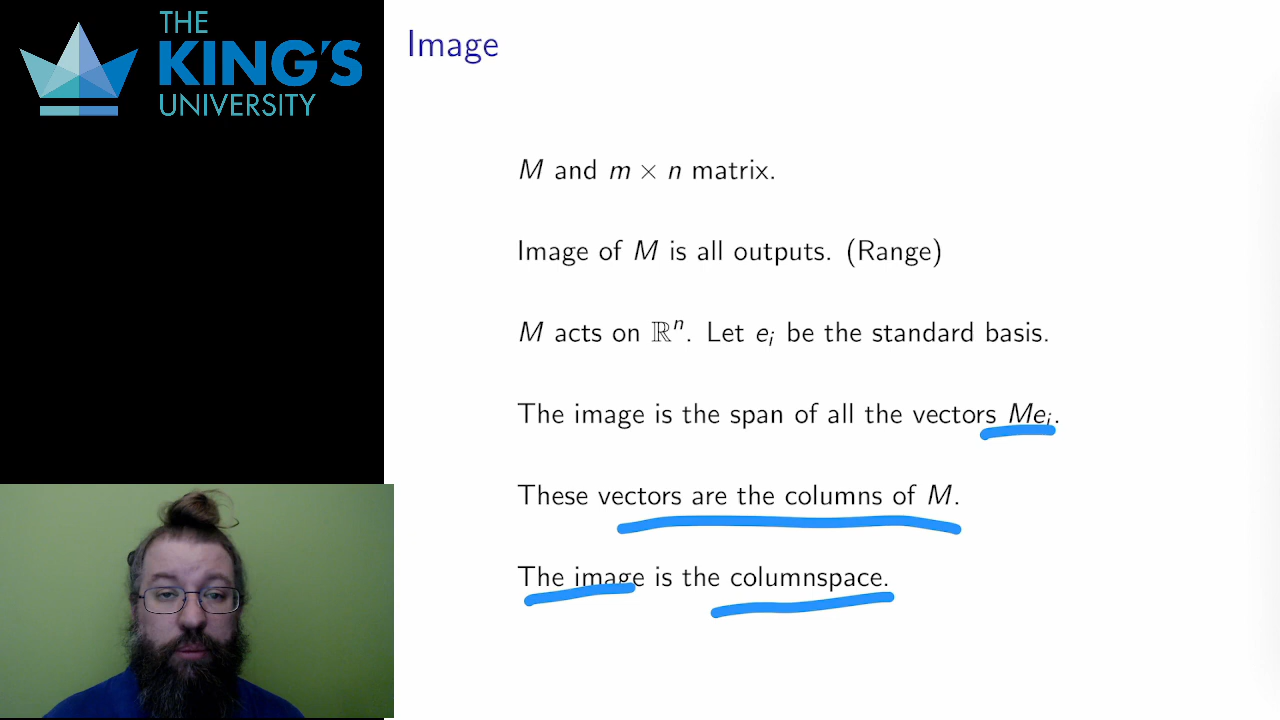 THE
KING'S
UNIVERSITY
Image
M and m × n matrix.
Image of M is all outputs. (Range)
M acts on ℝⁿ. Let eᵢ be the standard basis.
The image is the span of all the vectors Meᵢ.
These vectors are the columns of M.
The image is the columnspace.